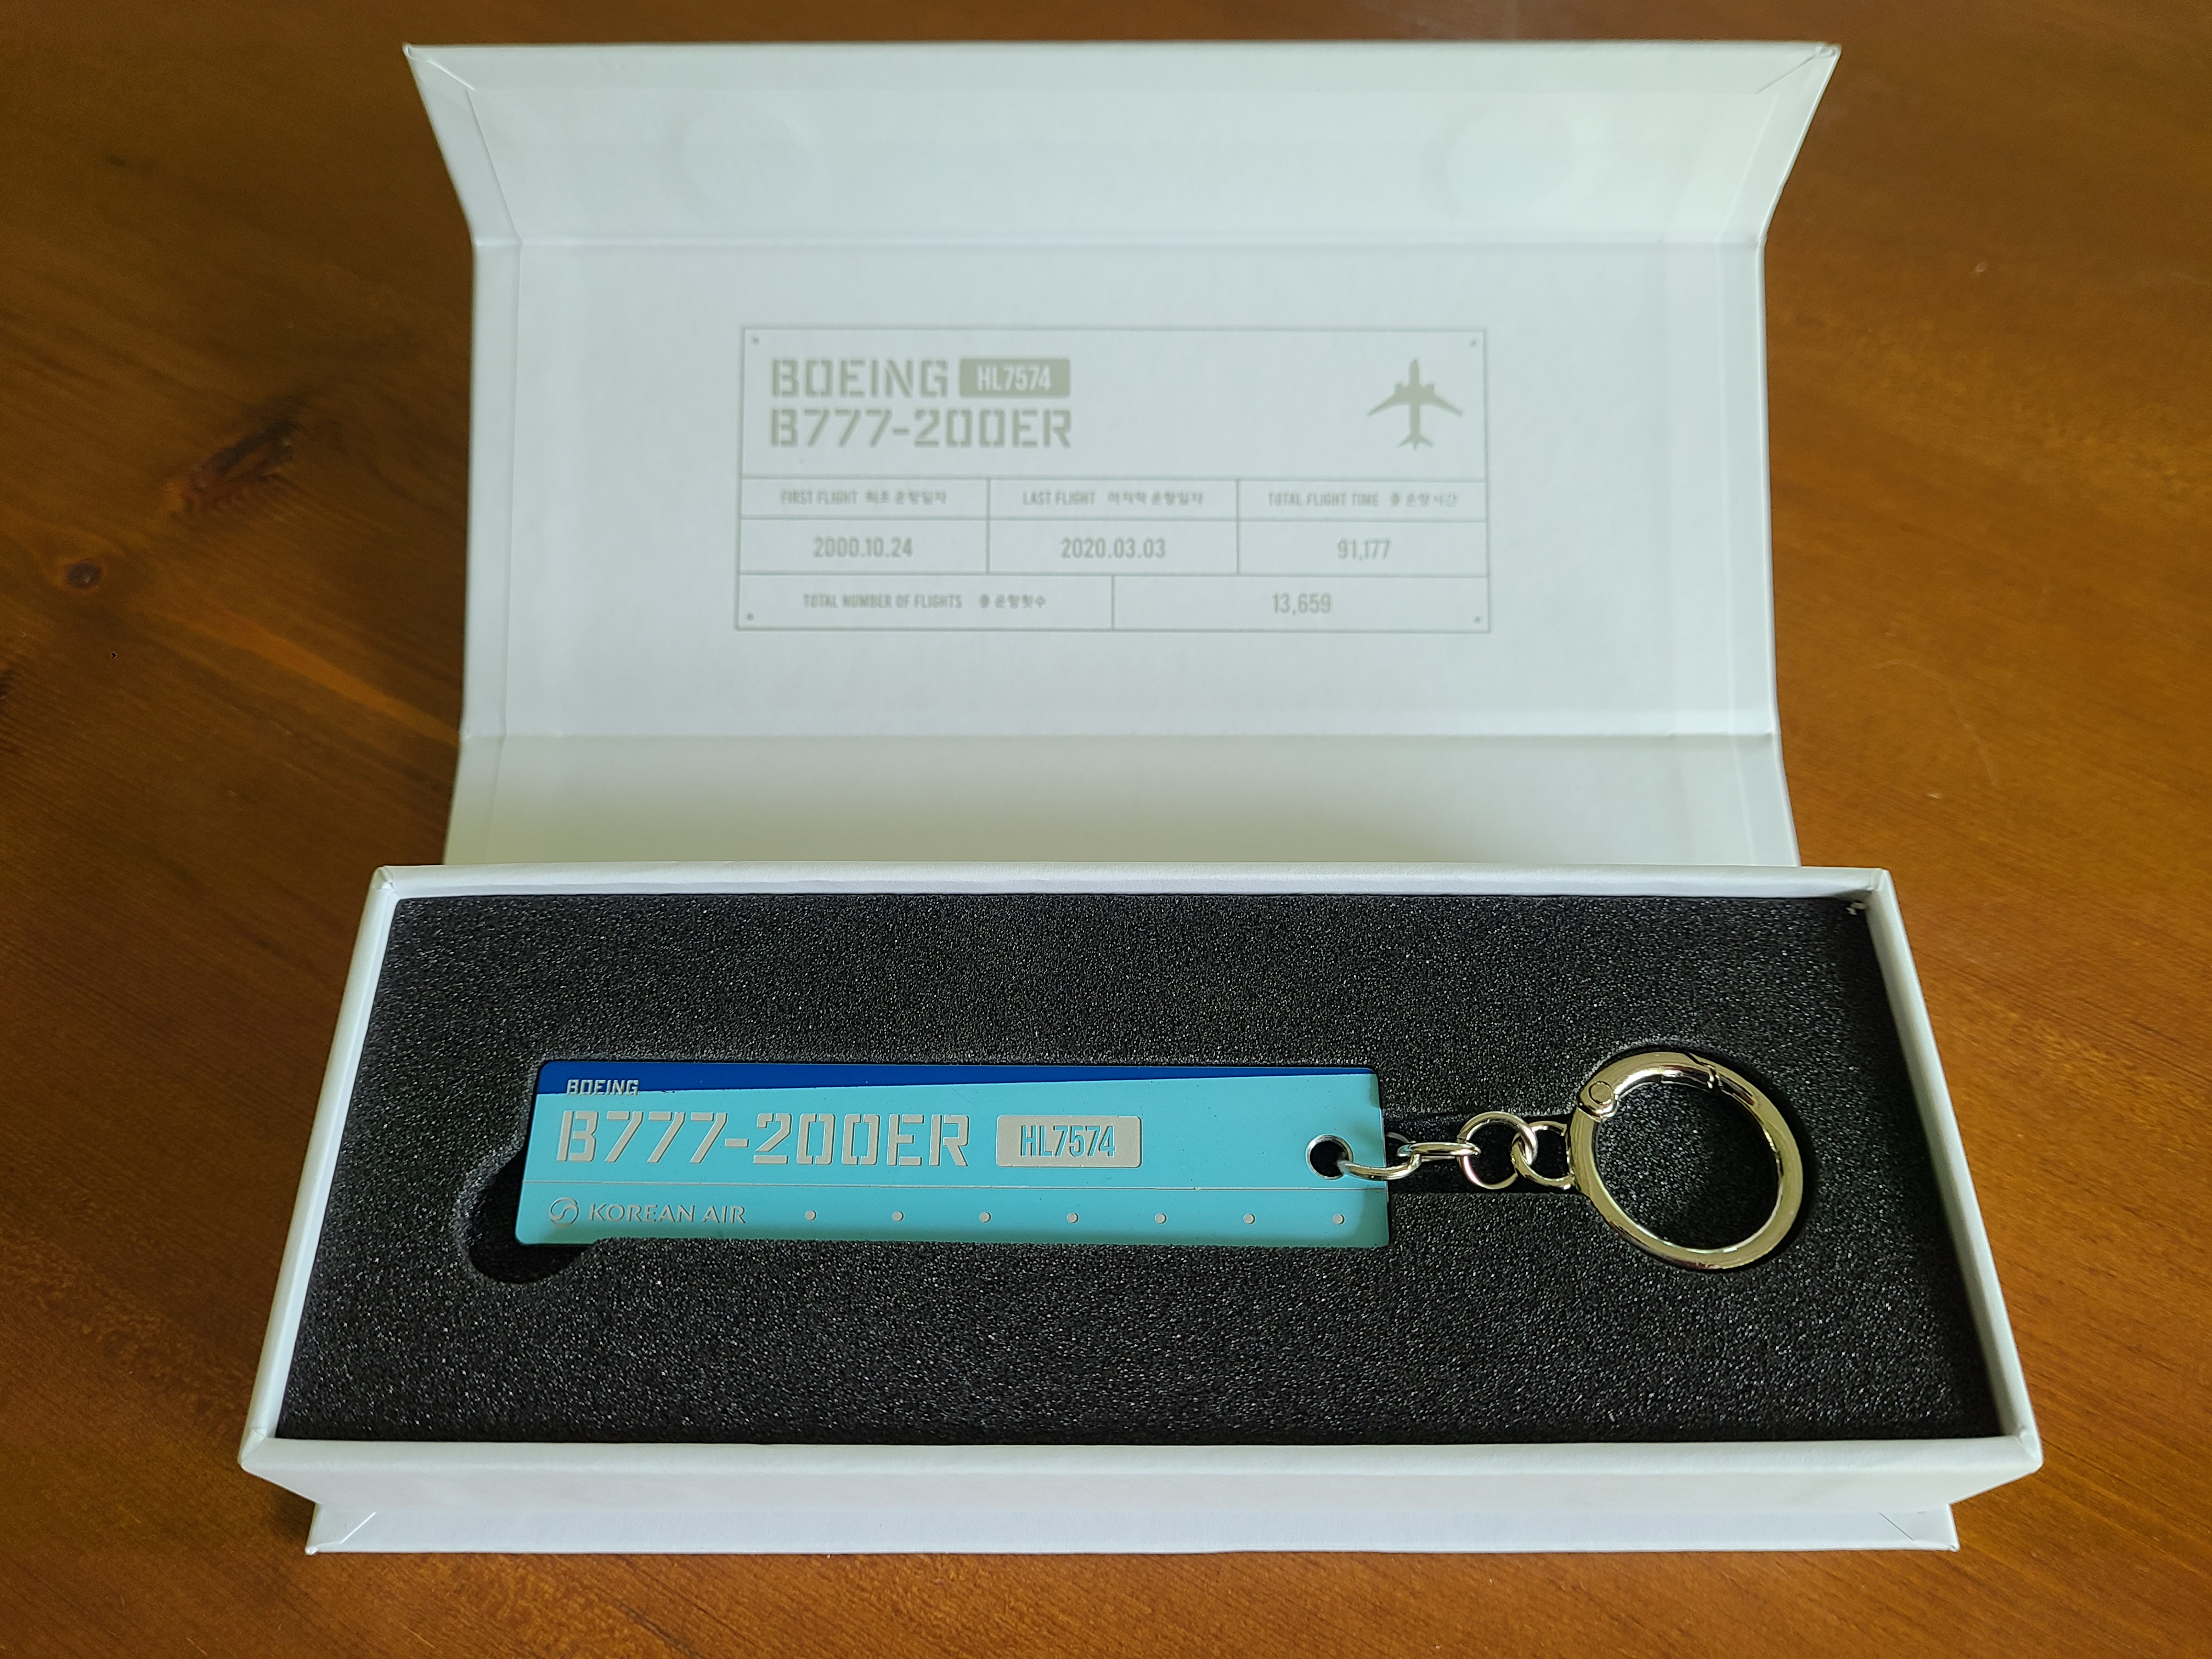 BOEING HL7574
B777-200ER
FIRST FLIGHT 최초 운항일자 LAST FLIGHT 마지막 운항일자 TOTAL FLIGHT TIME 총 운항시간
2000.10.24 2020.03.03 91,177
TOTAL NUMBER OF FLIGHTS 총 운항횟수 13,659
BOEING
B777-200ER HL7574
KOREAN AIR